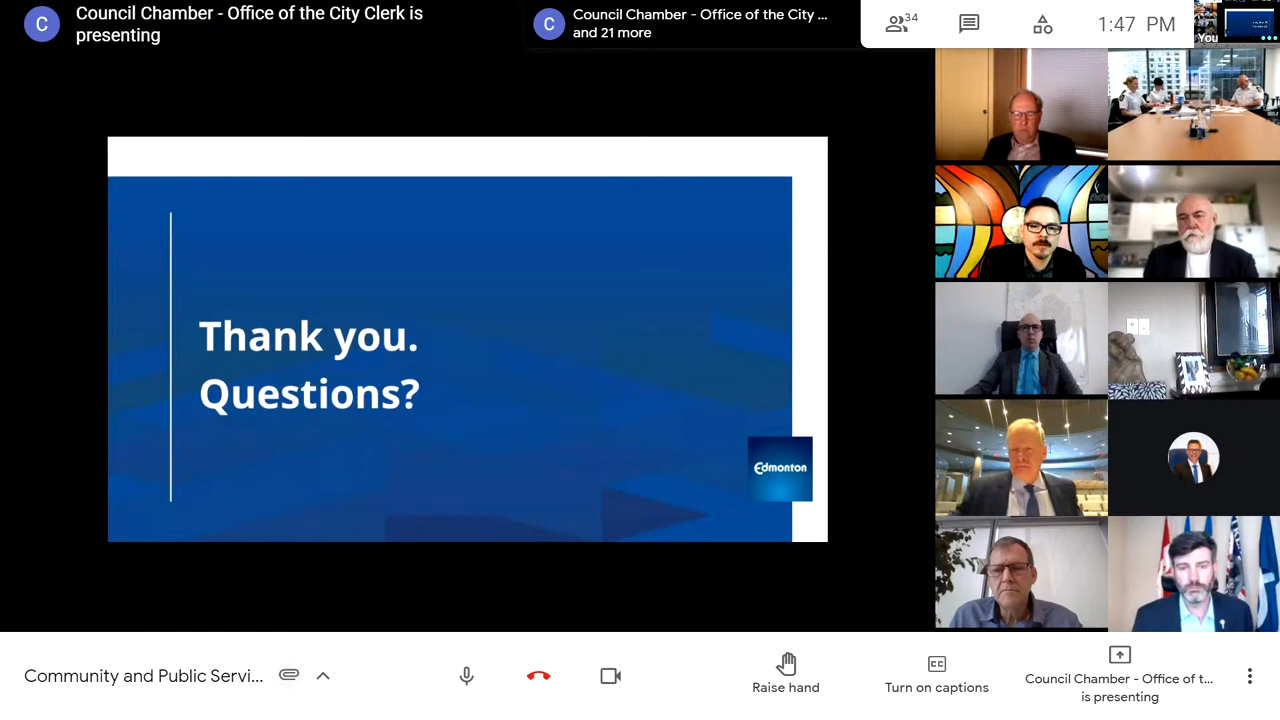 C
Council Chamber - Office of the City Clerk is
presenting
C
Council Chamber - Office of the City ...
and 21 more
34
1:47 PM
You
Thank you.
Questions?
Edmonton
Community and Public Servi...
Raise hand
Turn on captions
Council Chamber - Office of t...
is presenting